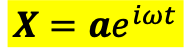 X = ae^{iωt}